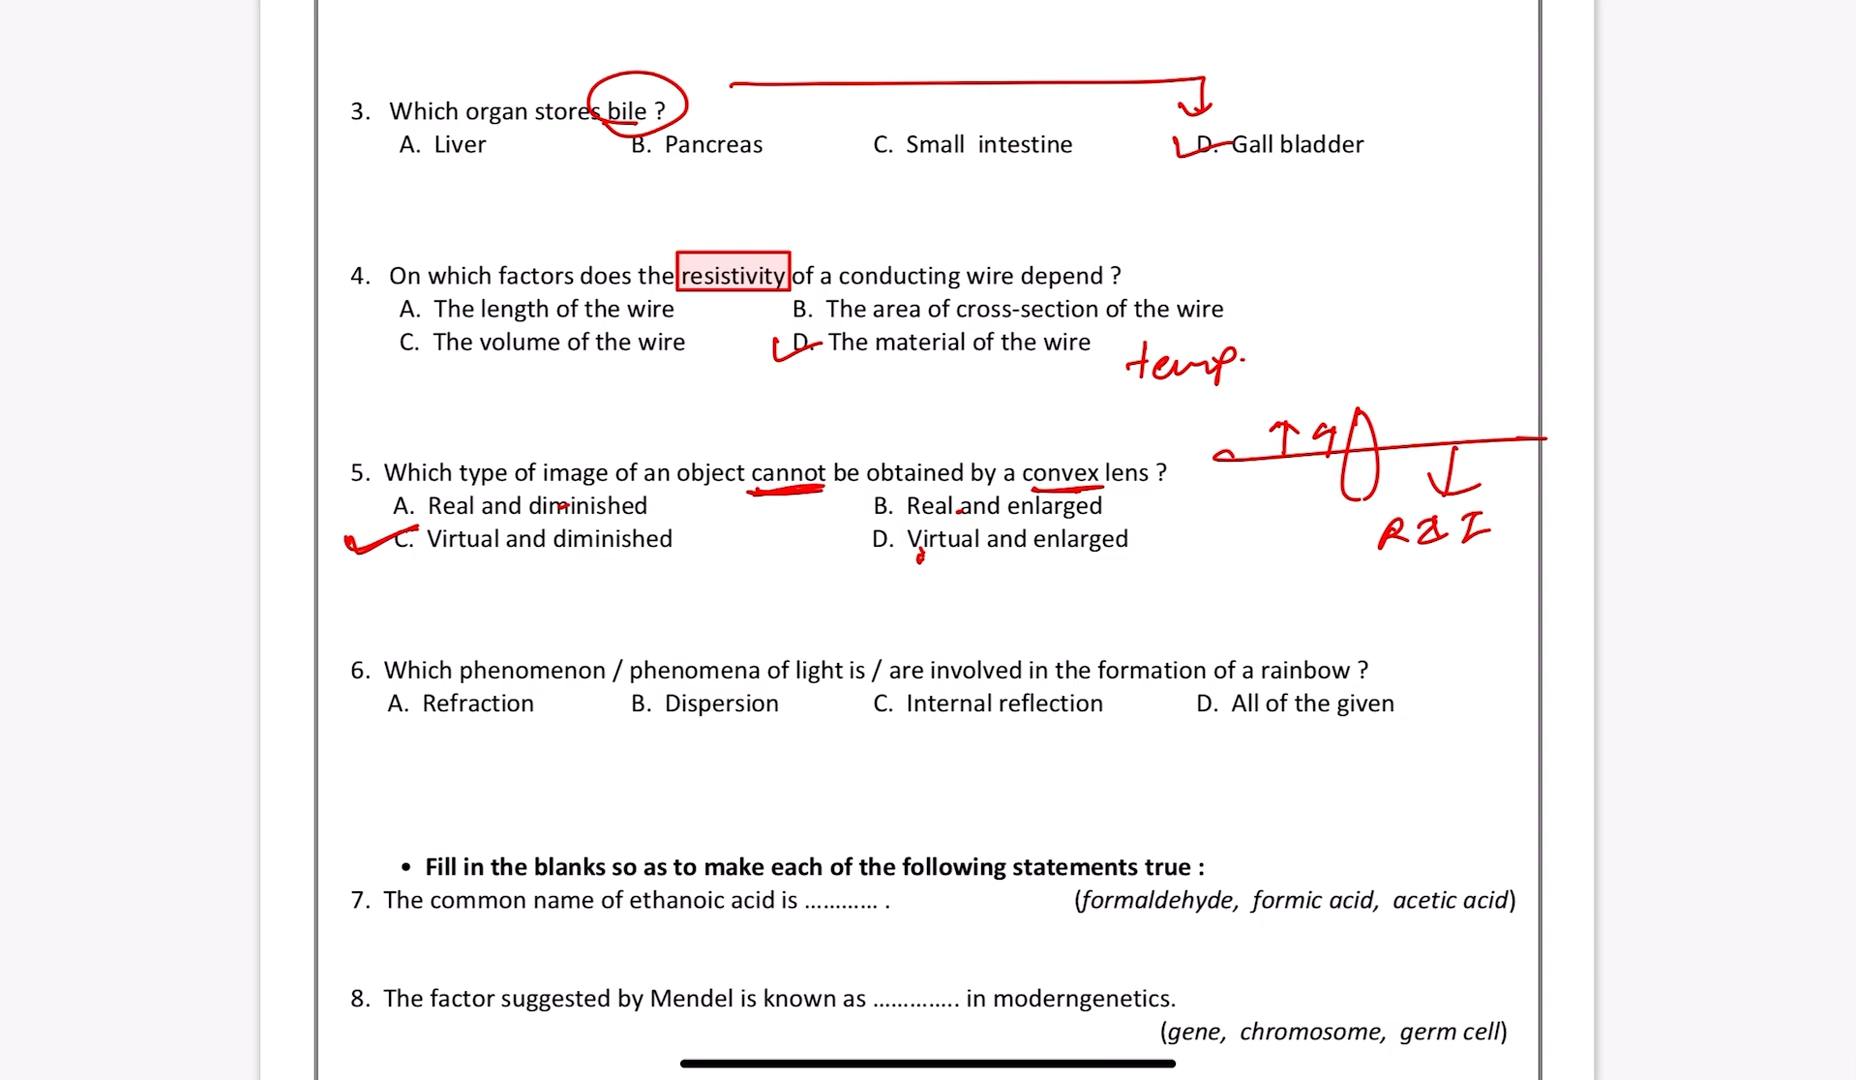 3. Which organ stores bile ?
A. Liver B. Pancreas C. Small intestine D. Gall bladder
4. On which factors does the resistivity of a conducting wire depend ?
A. The length of the wire B. The area of cross-section of the wire
C. The volume of the wire D. The material of the wire
temp.
5. Which type of image of an object cannot be obtained by a convex lens ?
A. Real and diminished B. Real and enlarged
R & I
C. Virtual and diminished D. Virtual and enlarged
6. Which phenomenon / phenomena of light is / are involved in the formation of a rainbow ?
A. Refraction B. Dispersion C. Internal reflection D. All of the given
• Fill in the blanks so as to make each of the following statements true :
7. The common name of ethanoic acid is ............ . (formaldehyde, formic acid, acetic acid)
8. The factor suggested by Mendel is known as .............. in moderngenetics.
(gene, chromosome, germ cell)